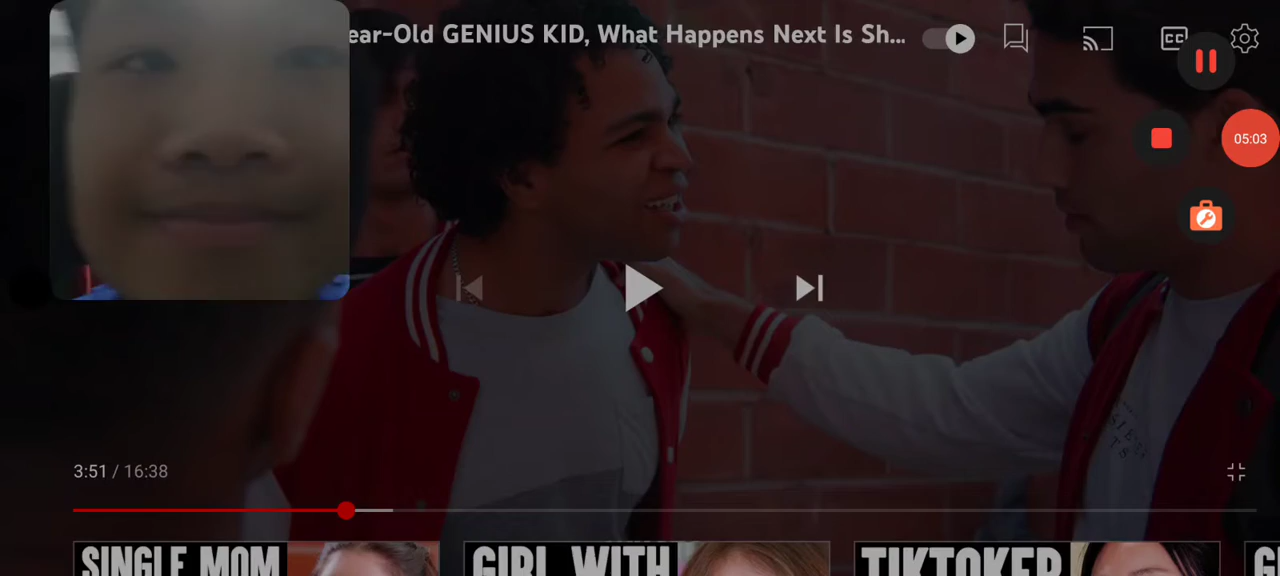 ear-Old GENIUS KID, What Happens Next Is Sh...
CC
05:03
3:51 / 16:38
SINGLE MOM
GIRL WITH
TIKTOKER